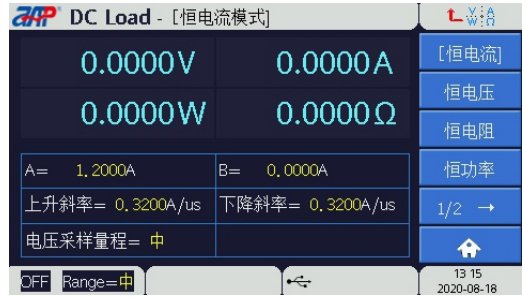 DC Load - [恒电流模式]
0.0000V 0.0000A
0.0000W 0.0000Ω
A= 1.2000A B= 0.0000A
上升斜率= 0.3200A/us 下降斜率= 0.3200A/us
电压采样量程= 中
[恒电流]
恒电压
恒电阻
恒功率
1/2 →
OFF Range=中
13 15
2020-08-18